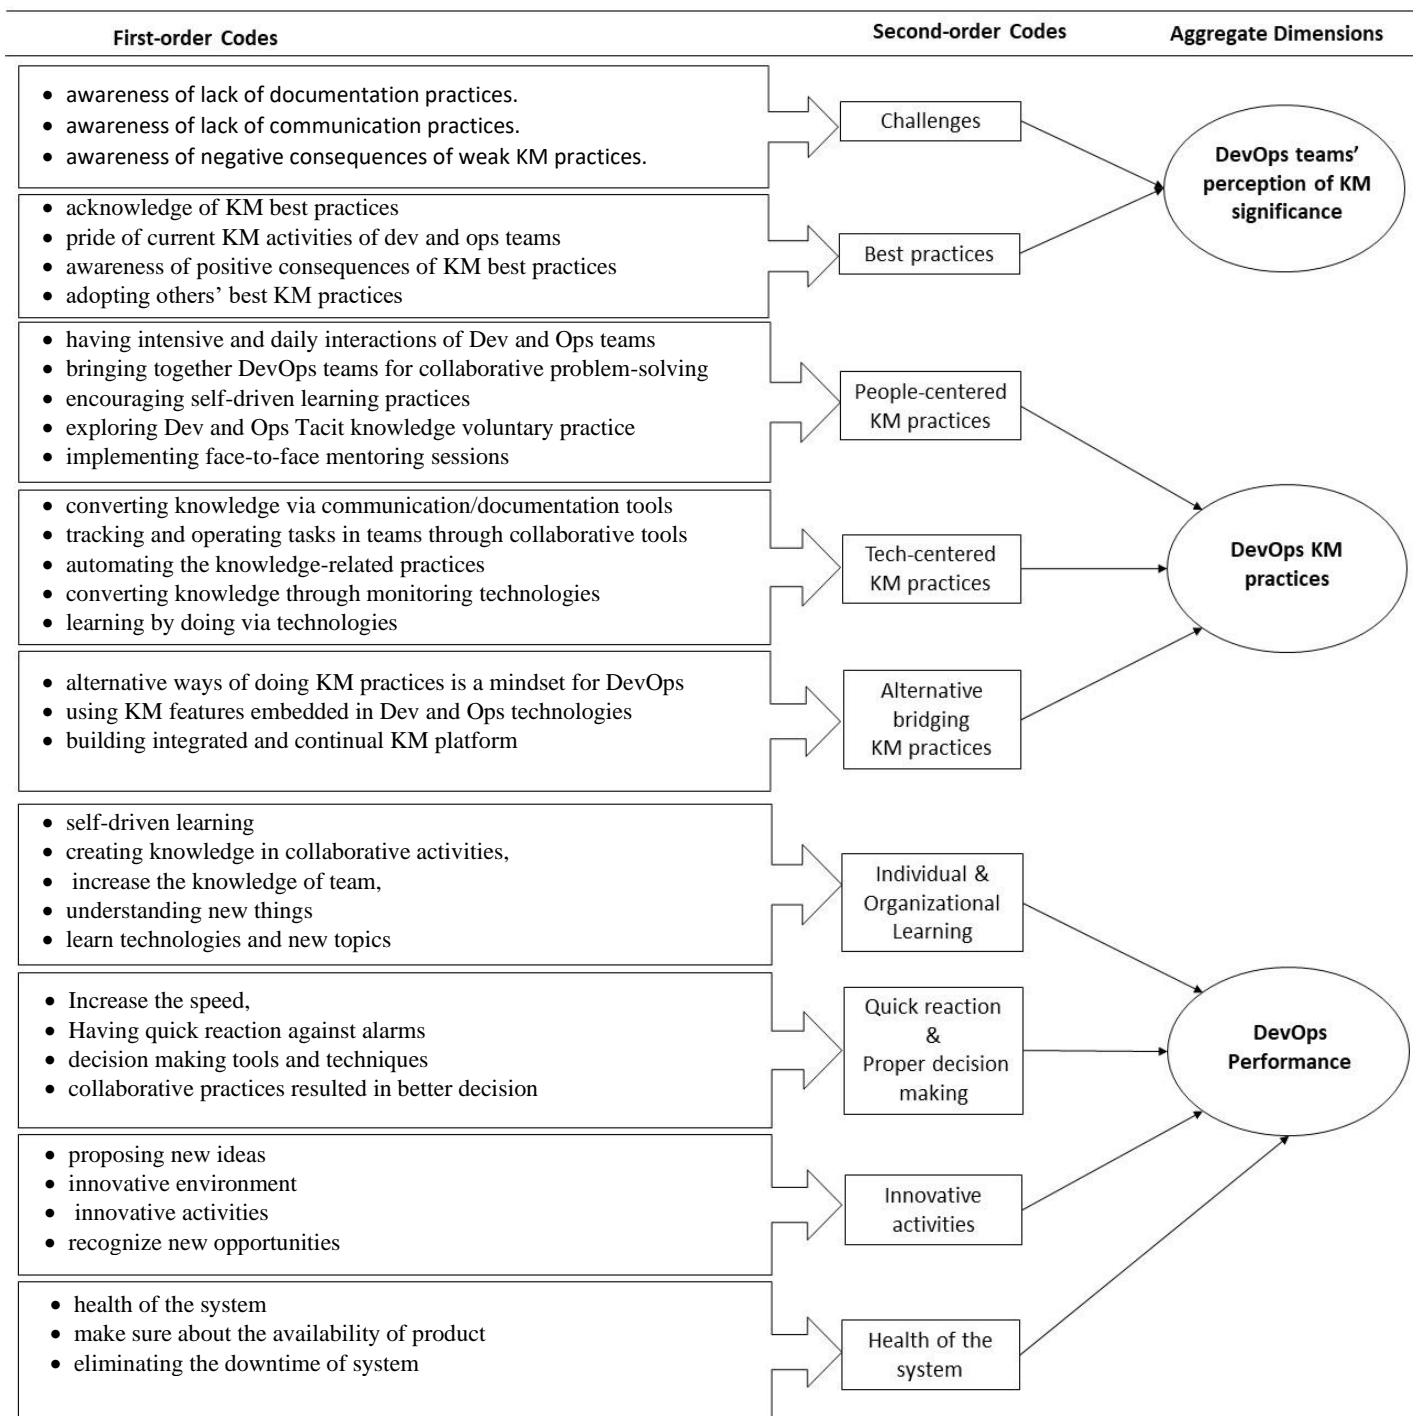 First-order Codes
Second-order Codes
Aggregate Dimensions
• awareness of lack of documentation practices.
• awareness of lack of communication practices.
• awareness of negative consequences of weak KM practices.
Challenges
DevOps teams’
perception of KM
significance
• acknowledge of KM best practices
• pride of current KM activities of dev and ops teams
• awareness of positive consequences of KM best practices
• adopting others’ best KM practices
Best practices
• having intensive and daily interactions of Dev and Ops teams
• bringing together DevOps teams for collaborative problem-solving
• encouraging self-driven learning practices
• exploring Dev and Ops Tacit knowledge voluntary practice
• implementing face-to-face mentoring sessions
People-centered
KM practices
• converting knowledge via communication/documentation tools
• tracking and operating tasks in teams through collaborative tools
• automating the knowledge-related practices
• converting knowledge through monitoring technologies
• learning by doing via technologies
Tech-centered
KM practices
DevOps KM
practices
• alternative ways of doing KM practices is a mindset for DevOps
• using KM features embedded in Dev and Ops technologies
• building integrated and continual KM platform
Alternative
bridging
KM practices
• self-driven learning
• creating knowledge in collaborative activities,
• increase the knowledge of team,
• understanding new things
• learn technologies and new topics
Individual &
Organizational
Learning
• Increase the speed,
• Having quick reaction against alarms
• decision making tools and techniques
• collaborative practices resulted in better decision
Quick reaction
&
Proper decision
making
DevOps
Performance
• proposing new ideas
• innovative environment
• innovative activities
• recognize new opportunities
Innovative
activities
• health of the system
• make sure about the availability of product
• eliminating the downtime of system
Health of the
system